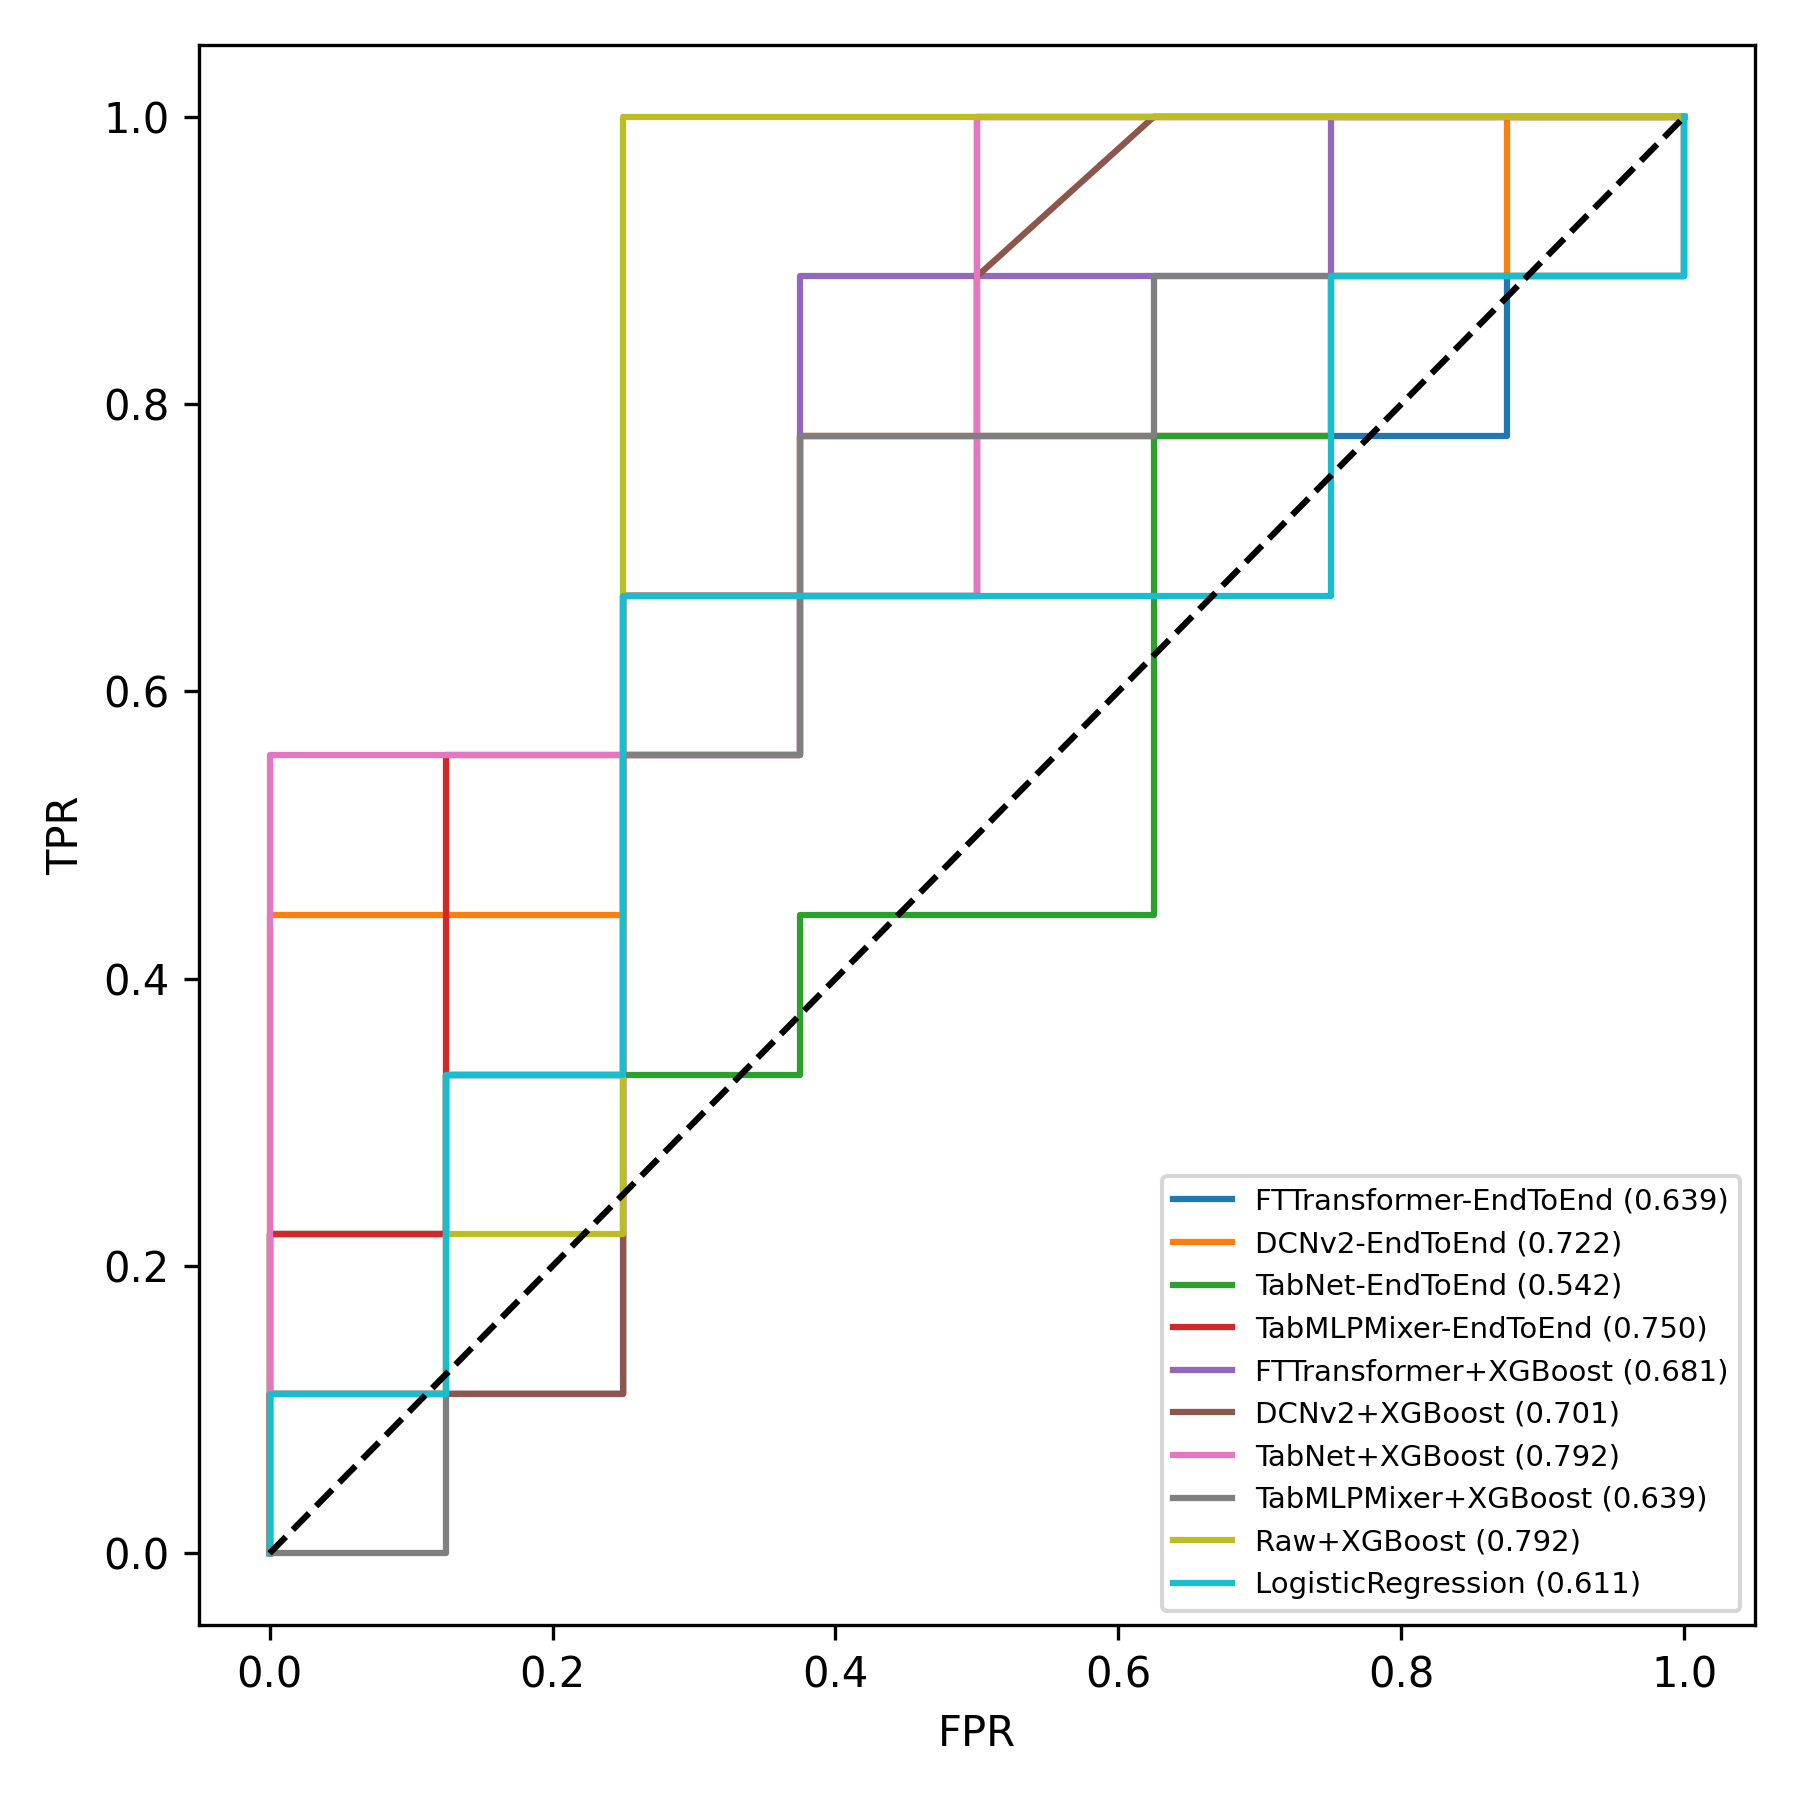 1.0
0.8
0.6
0.4
0.2
0.0
TPR
0.0 0.2 0.4 0.6 0.8 1.0
FPR
FTTransformer-EndToEnd (0.639)
DCNv2-EndToEnd (0.722)
TabNet-EndToEnd (0.542)
TabMLPMixer-EndToEnd (0.750)
FTTransformer+XGBoost (0.681)
DCNv2+XGBoost (0.701)
TabNet+XGBoost (0.792)
TabMLPMixer+XGBoost (0.639)
Raw+XGBoost (0.792)
LogisticRegression (0.611)